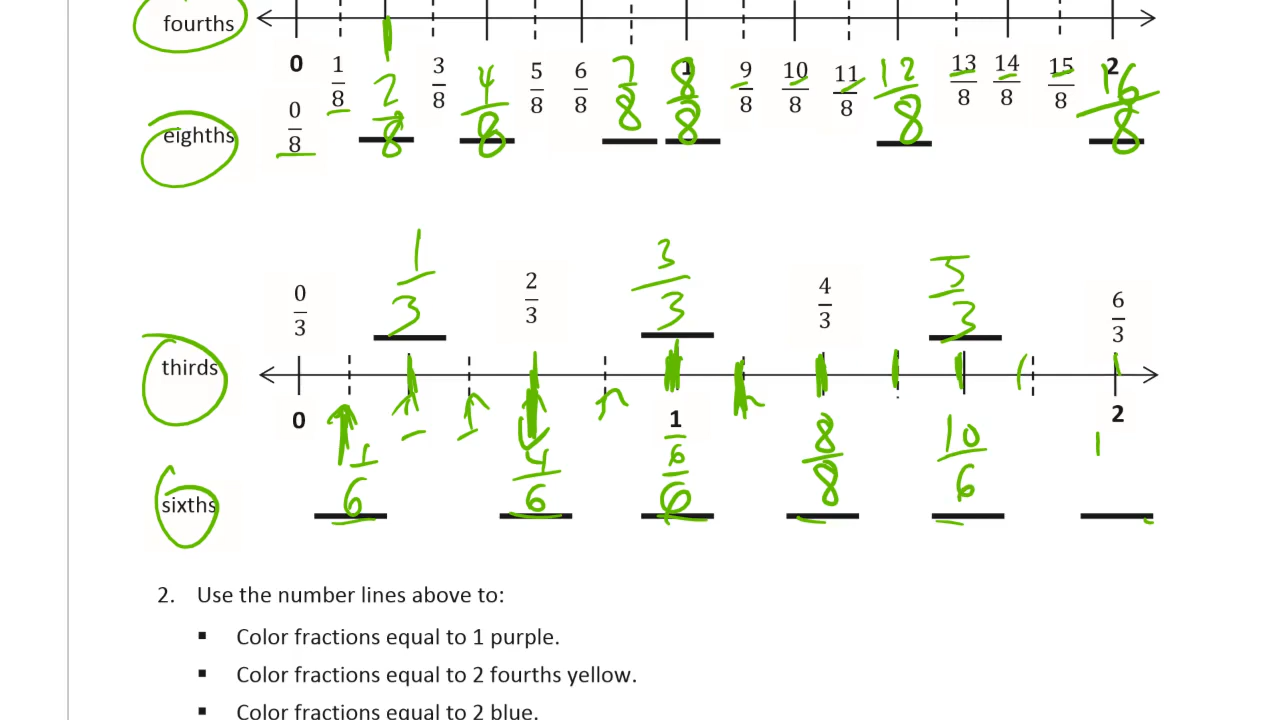 fourths
0 1/8 2/8 3/8 4/8 5/8 6/8 7/8 1 8/8 9/8 10/8 11/8 12/8 13/8 14/8 15/8 2 16/8
eighths 0/8
0/3 1/3 2/3 3/3 4/3 5/3 6/3
thirds
0 1 2
sixths 1/6 4/6 6/6 8/8 10/6 1
2. Use the number lines above to:
▪ Color fractions equal to 1 purple.
▪ Color fractions equal to 2 fourths yellow.
▪ Color fractions equal to 2 blue.